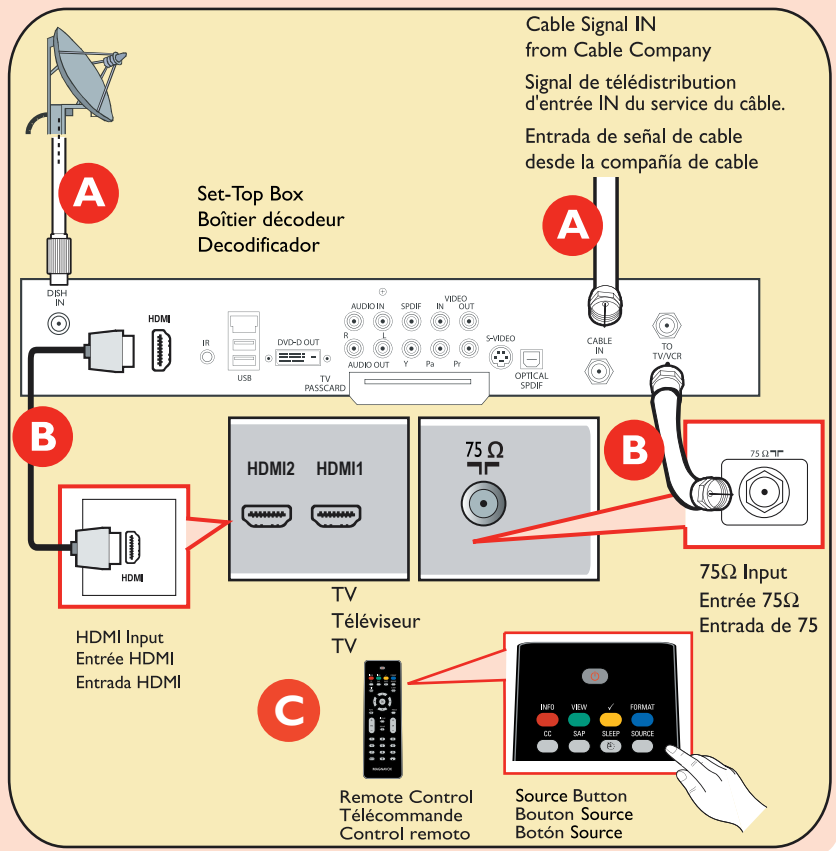 Cable Signal IN
from Cable Company
Signal de télédistribution
d'entrée IN du service du câble.
Entrada de señal de cable
desde la compañía de cable
A
Set-Top Box
Boîtier décodeur
Decodificador
A
DISH
IN
HDMI
IR
USB
DVD-D OUT
TV
PASSCARD
AUDIO IN
SPDIF
VIDEO
IN
OUT
R
L
AUDIO OUT
Y
Pa
Pr
S-VIDEO
OPTICAL
SPDIF
CABLE
IN
TO
TV/VCR
B
HDMI2
HDMI1
75 Ω
B
75 Ω
HDMI
HDMI Input
Entrée HDMI
Entrada HDMI
TV
Téléviseur
TV
75Ω Input
Entrée 75Ω
Entrada de 75
C
MAGNAVOX
INFO
VIEW
✓
FORMAT
CC
SAP
SLEEP
SOURCE
Remote Control
Télécommande
Control remoto
Source Button
Bouton Source
Botón Source